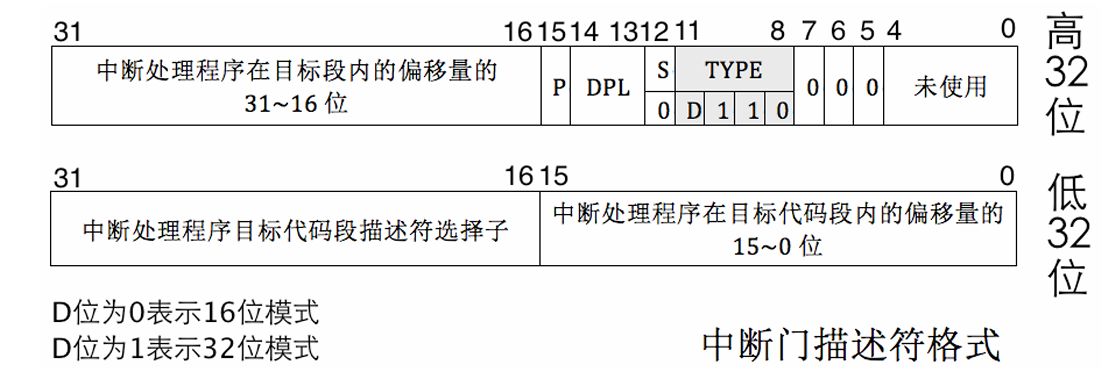 31 16 15 14 13 12 11 8 7 6 5 4 0
中断处理程序在目标段内的偏移量的
31~16 位
P
DPL
S
TYPE
0 D 1 1 0
0 0 0
未使用
高
32
位
31 16 15 0
中断处理程序目标代码段描述符选择子
中断处理程序在目标代码段内的偏移量的
15~0 位
低
32
位
D位为0表示16位模式
D位为1表示32位模式
中断门描述符格式